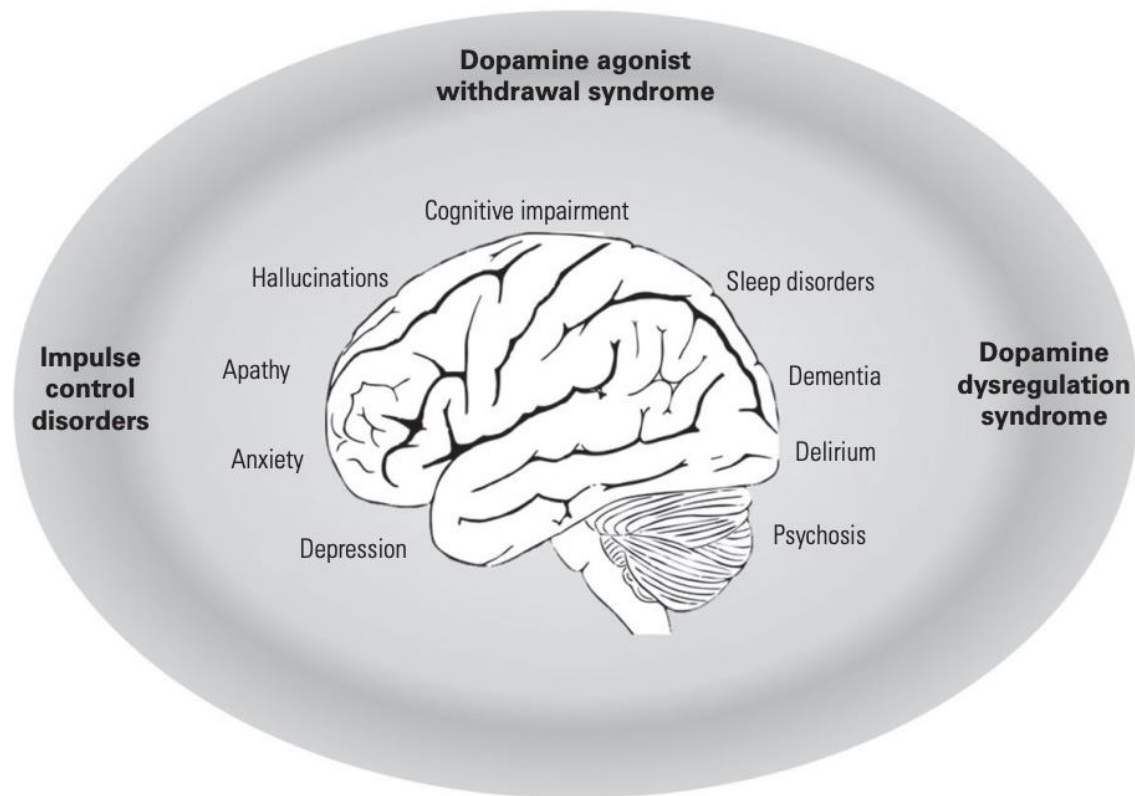 Dopamine agonist
withdrawal syndrome
Cognitive impairment
Hallucinations
Sleep disorders
Impulse
control
disorders
Apathy
Dementia
Dopamine
dysregulation
syndrome
Anxiety
Delirium
Depression
Psychosis